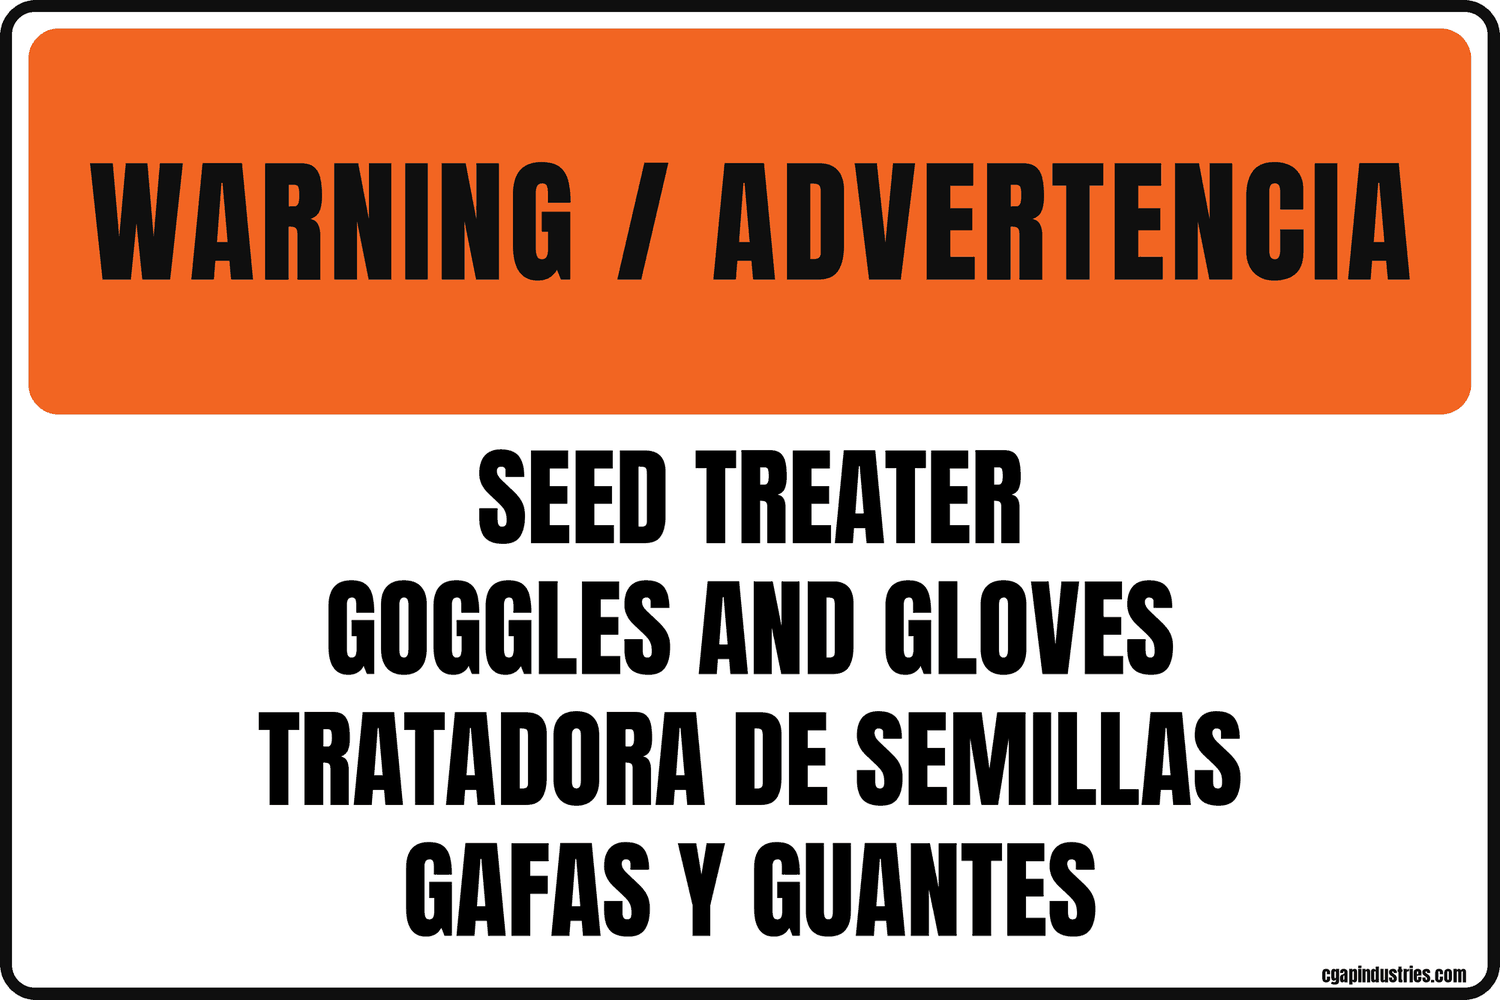 WARNING / ADVERTENCIA
SEED TREATER
GOGGLES AND GLOVES
TRATADORA DE SEMILLAS
GAFAS Y GUANTES
cgapindustries.com